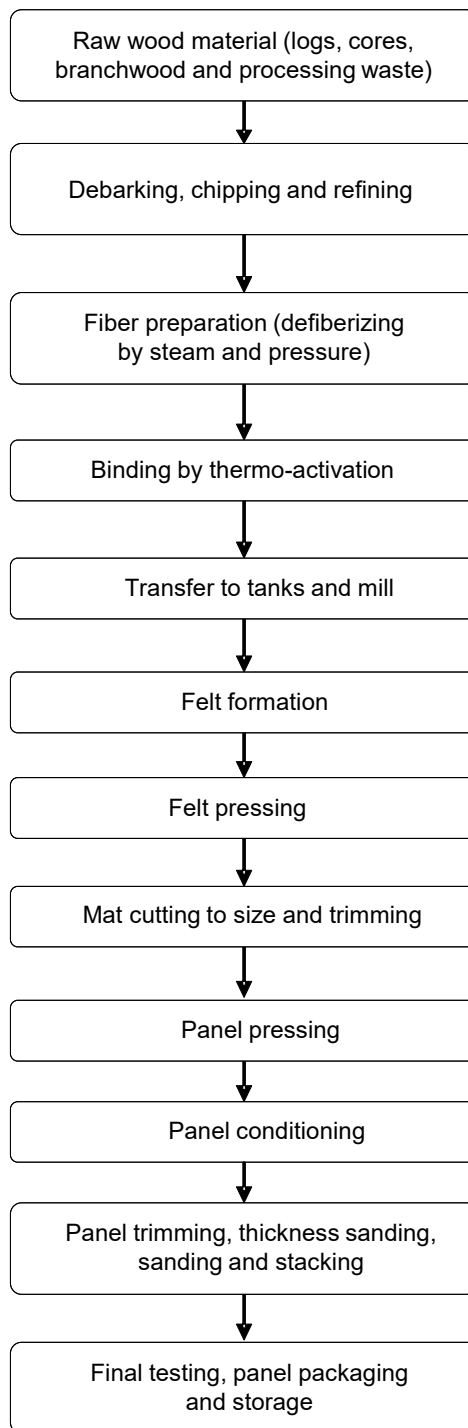 Raw wood material (logs, cores,
branchwood and processing waste)
Debarking, chipping and refining
Fiber preparation (defiberizing
by steam and pressure)
Binding by thermo-activation
Transfer to tanks and mill
Felt formation
Felt pressing
Mat cutting to size and trimming
Panel pressing
Panel conditioning
Panel trimming, thickness sanding,
sanding and stacking
Final testing, panel packaging
and storage